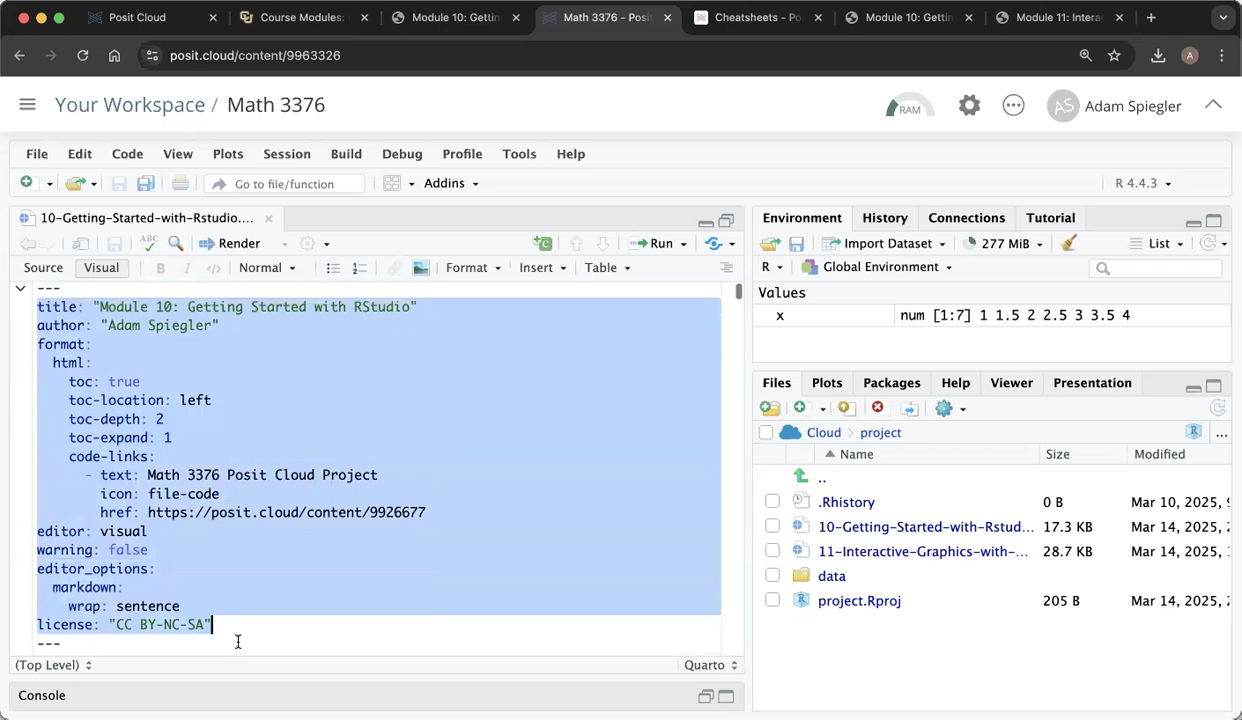 Posit Cloud
Course Modules:
Module 10: Gettin
Math 3376 - Posi
Cheatsheets - Po
Module 10: Gettin
Module 11: Intera
posit.cloud/content/9963326
A
Your Workspace / Math 3376
RAM
AS
Adam Spiegler
File Edit Code View Plots Session Build Debug Profile Tools Help
Go to file/function
Addins
R 4.4.3
10-Getting-Started-with-Rstudio....
ABC
Render
Run
Source Visual
B I </> Normal
Format
Insert
Table
---
title: "Module 10: Getting Started with RStudio"
author: "Adam Spiegler"
format:
html:
toc: true
toc-location: left
toc-depth: 2
toc-expand: 1
code-links:
- text: Math 3376 Posit Cloud Project
icon: file-code
href: https://posit.cloud/content/9926677
editor: visual
warning: false
editor_options:
markdown:
wrap: sentence
license: "CC BY-NC-SA"
---
(Top Level)
Quarto
Console
Environment History Connections Tutorial
Import Dataset
277 MiB
List
R
Global Environment
Values
x num [1:7] 1 1.5 2 2.5 3 3.5 4
Files Plots Packages Help Viewer Presentation
Cloud project
...
Name Size Modified
..
.Rhistory 0 B Mar 10, 2025,
10-Getting-Started-with-Rstud... 17.3 KB Mar 14, 2025,
11-Interactive-Graphics-with-... 28.7 KB Mar 14, 2025,
data
project.Rproj 205 B Mar 14, 2025,